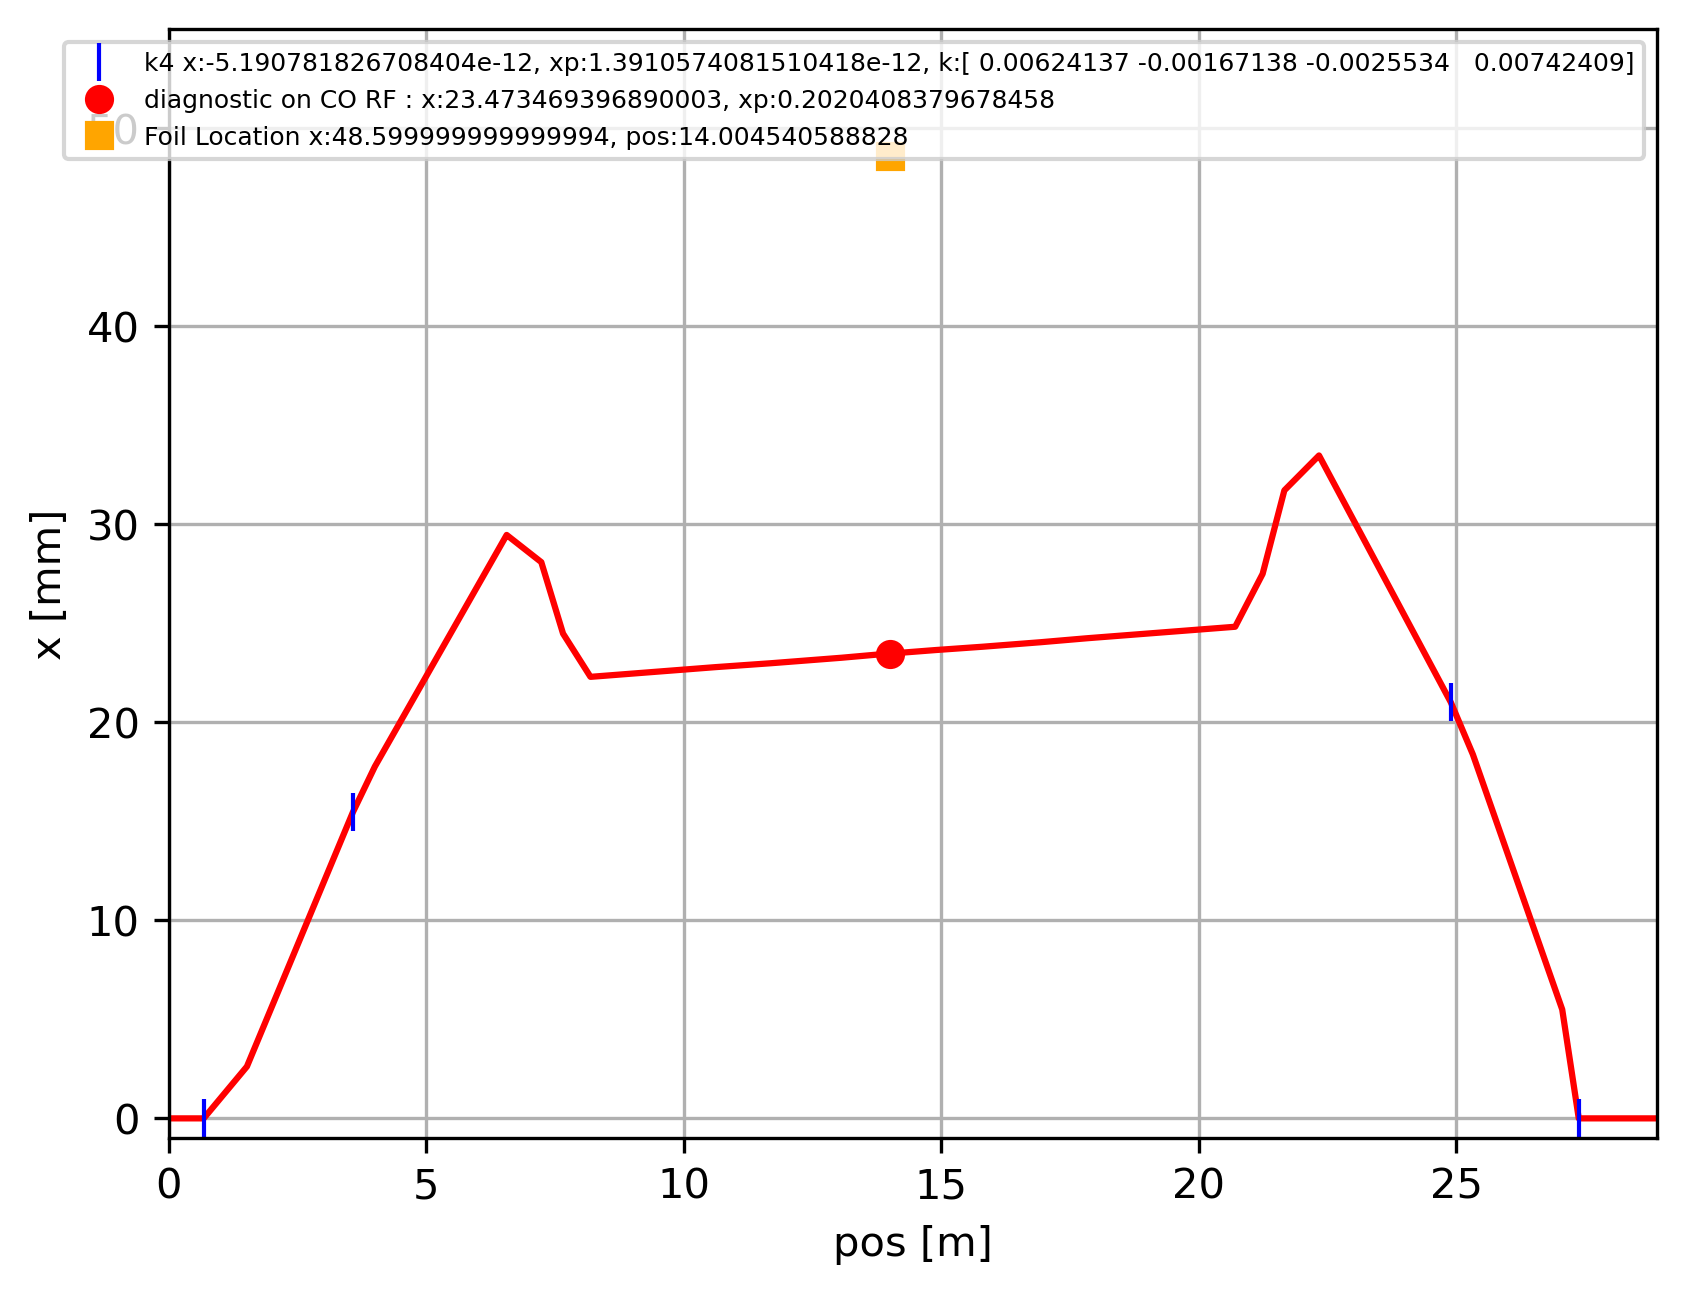 k4 x:-5.190781826708404e-12, xp:1.3910574081510418e-12, k:[ 0.00624137 -0.00167138 -0.0025534   0.00742409]
diagnostic on CO RF : x:23.473469396890003, xp:0.2020408379678458
Foil Location x:48.599999999999994, pos:14.004540588828
50
40
30
20
10
0
x [mm]
0 5 10 15 20 25
pos [m]